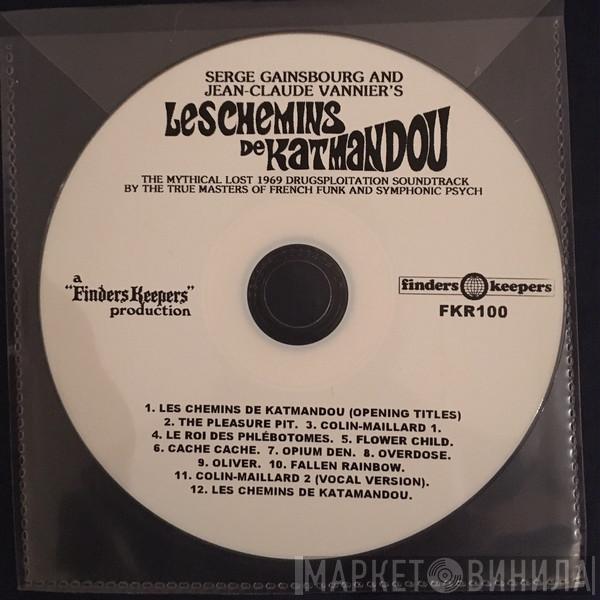 SERGE GAINSBOURG AND
JEAN-CLAUDE VANNIER'S
LES CHEMINS
DE KATMANDOU
THE MYTHICAL LOST 1969 DRUGSPLOITATION SOUNDTRACK
BY THE TRUE MASTERS OF FRENCH FUNK AND SYMPHONIC PSYCH
a
"Finders Keepers"
production
finders keepers
FKR100
1. LES CHEMINS DE KATMANDOU (OPENING TITLES)
2. THE PLEASURE PIT. 3. COLIN-MAILLARD 1.
4. LE ROI DES PHLÉBOTOMES. 5. FLOWER CHILD.
6. CACHE CACHE. 7. OPIUM DEN. 8. OVERDOSE.
9. OLIVER. 10. FALLEN RAINBOW.
11. COLIN-MAILLARD 2 (VOCAL VERSION).
12. LES CHEMINS DE KATAMANDOU.
МАРКЕТ ВИНИЛА